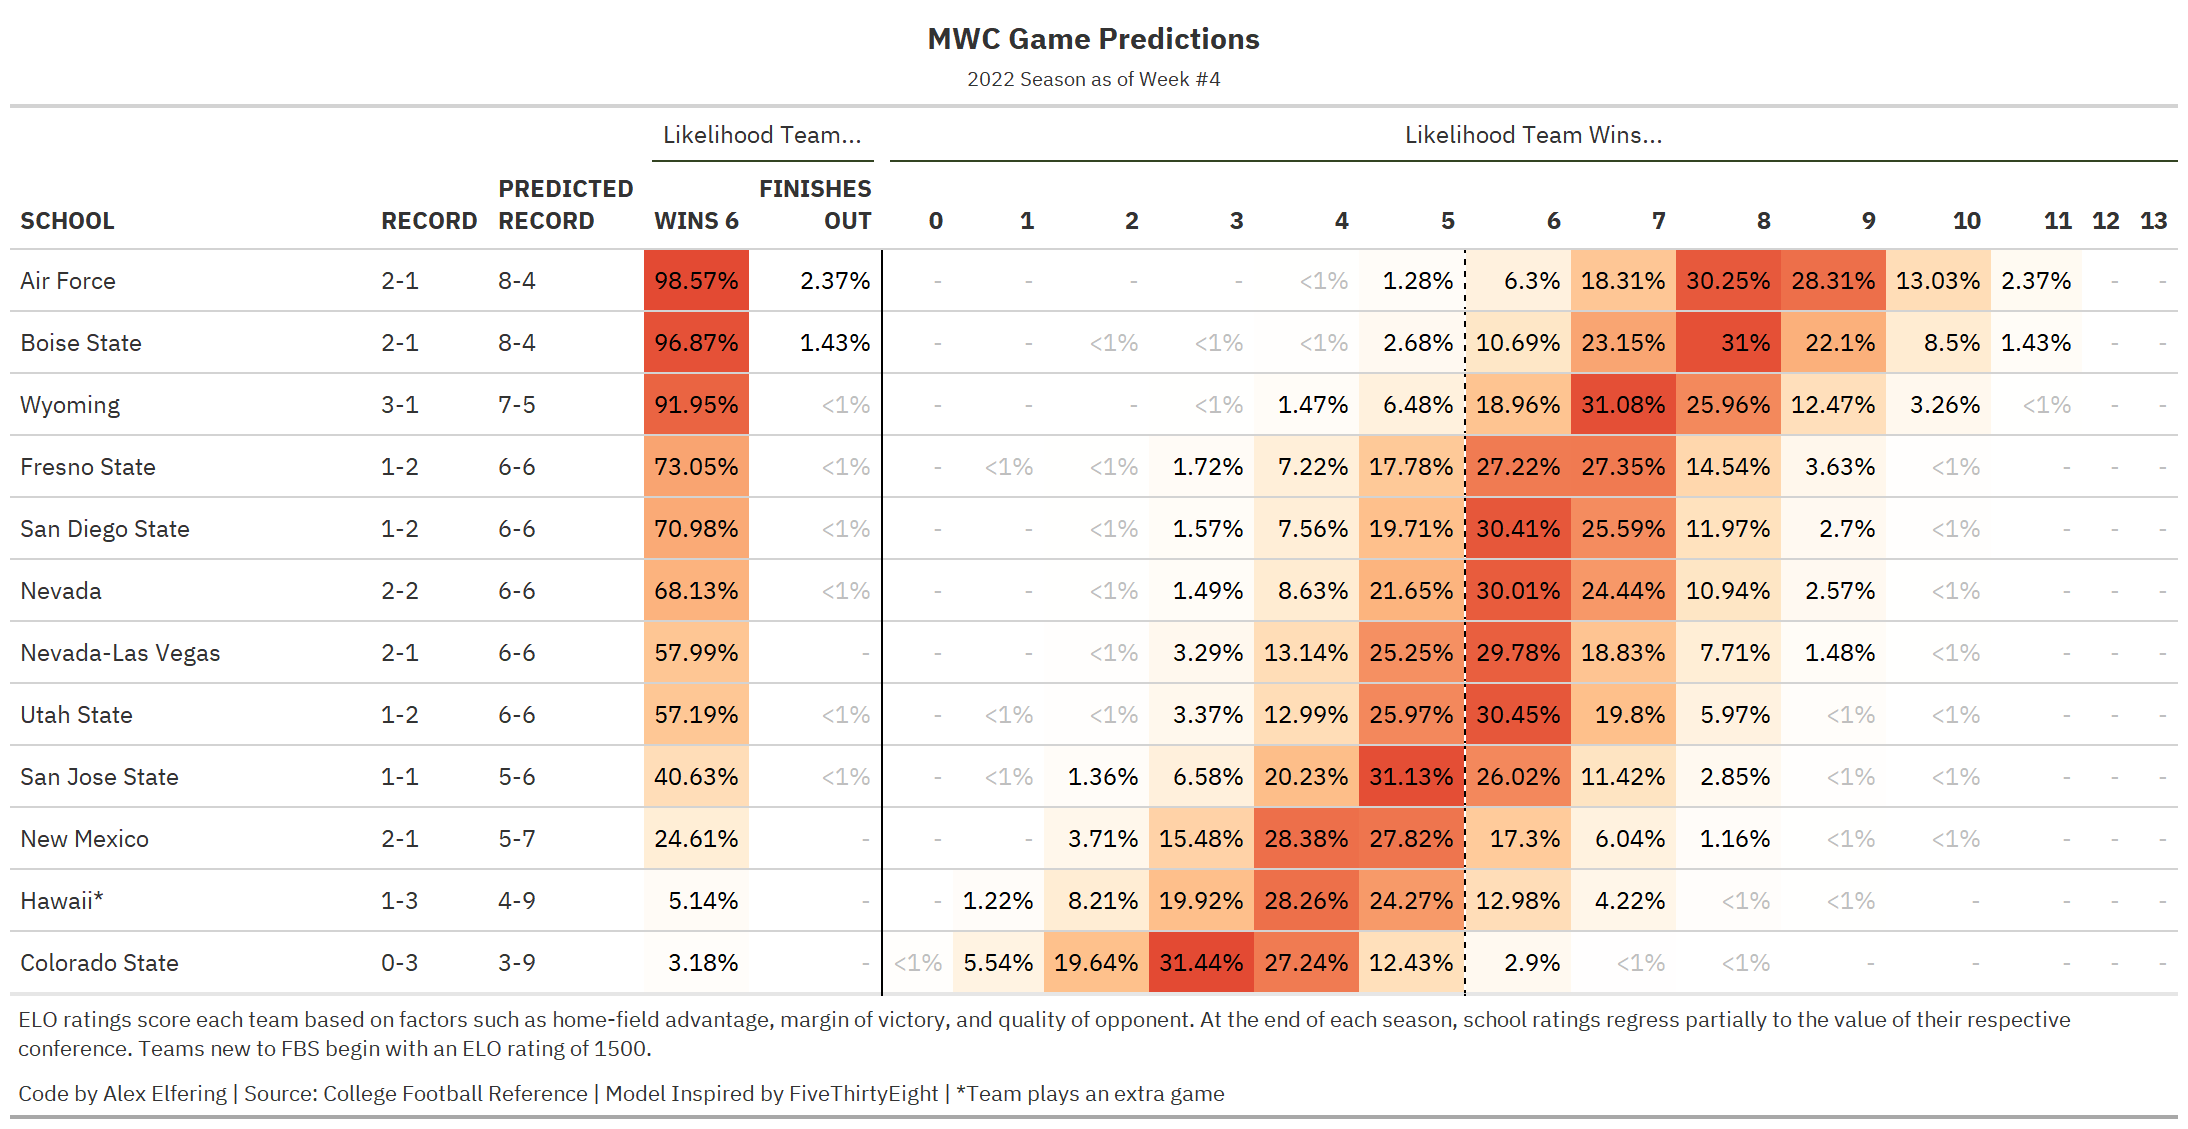 MWC Game Predictions
2022 Season as of Week #4
Likelihood Team... Likelihood Team Wins...
PREDICTED FINISHES
SCHOOL RECORD RECORD WINS 6 OUT 0 1 2 3 4 5 6 7 8 9 10 11 12 13
Air Force 2-1 8-4 98.57% 2.37% - - - - <1% 1.28% 6.3% 18.31% 30.25% 28.31% 13.03% 2.37% - -
Boise State 2-1 8-4 96.87% 1.43% - - <1% <1% <1% 2.68% 10.69% 23.15% 31% 22.1% 8.5% 1.43% - -
Wyoming 3-1 7-5 91.95% <1% - - - <1% 1.47% 6.48% 18.96% 31.08% 25.96% 12.47% 3.26% <1% - -
Fresno State 1-2 6-6 73.05% <1% - <1% <1% 1.72% 7.22% 17.78% 27.22% 27.35% 14.54% 3.63% <1% - - -
San Diego State 1-2 6-6 70.98% <1% - - <1% 1.57% 7.56% 19.71% 30.41% 25.59% 11.97% 2.7% <1% - - -
Nevada 2-2 6-6 68.13% <1% - - <1% 1.49% 8.63% 21.65% 30.01% 24.44% 10.94% 2.57% <1% - - -
Nevada-Las Vegas 2-1 6-6 57.99% - - - <1% 3.29% 13.14% 25.25% 29.78% 18.83% 7.71% 1.48% <1% - - -
Utah State 1-2 6-6 57.19% <1% - <1% <1% 3.37% 12.99% 25.97% 30.45% 19.8% 5.97% <1% <1% - - -
San Jose State 1-1 5-6 40.63% <1% - <1% 1.36% 6.58% 20.23% 31.13% 26.02% 11.42% 2.85% <1% <1% - - -
New Mexico 2-1 5-7 24.61% - - - 3.71% 15.48% 28.38% 27.82% 17.3% 6.04% 1.16% <1% <1% - - -
Hawaii* 1-3 4-9 5.14% - - 1.22% 8.21% 19.92% 28.26% 24.27% 12.98% 4.22% <1% <1% - - - -
Colorado State 0-3 3-9 3.18% - <1% 5.54% 19.64% 31.44% 27.24% 12.43% 2.9% <1% <1% - - - - -
ELO ratings score each team based on factors such as home-field advantage, margin of victory, and quality of opponent. At the end of each season, school ratings regress partially to the value of their respective
conference. Teams new to FBS begin with an ELO rating of 1500.
Code by Alex Elfering | Source: College Football Reference | Model Inspired by FiveThirtyEight | *Team plays an extra game